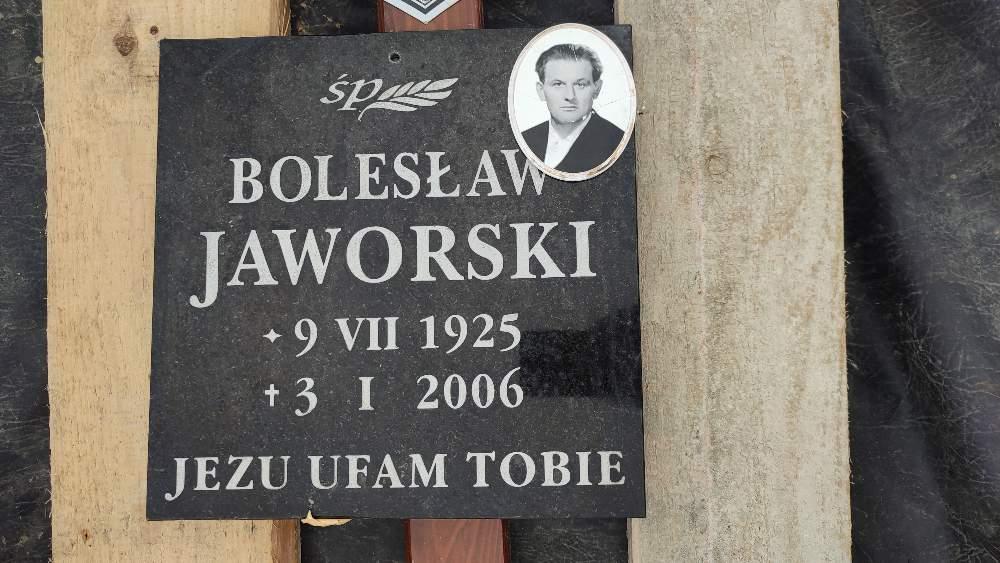 śp
BOLESŁAW
JAWORSKI
9 VII 1925
3 I 2006
JEZU UFAM TOBIE